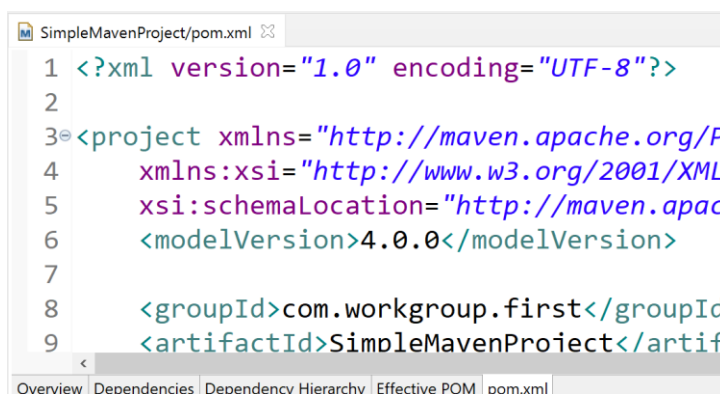 SimpleMavenProject/pom.xml
1 <?xml version="1.0" encoding="UTF-8"?>
2
3 <project xmlns="http://maven.apache.org/P
4 xmlns:xsi="http://www.w3.org/2001/XML
5 xsi:schemaLocation="http://maven.apac
6 <modelVersion>4.0.0</modelVersion>
7
8 <groupId>com.workgroup.first</groupId
9 <artifactId>SimpleMavenProject</artif
Overview Dependencies Dependency Hierarchy Effective POM pom.xml